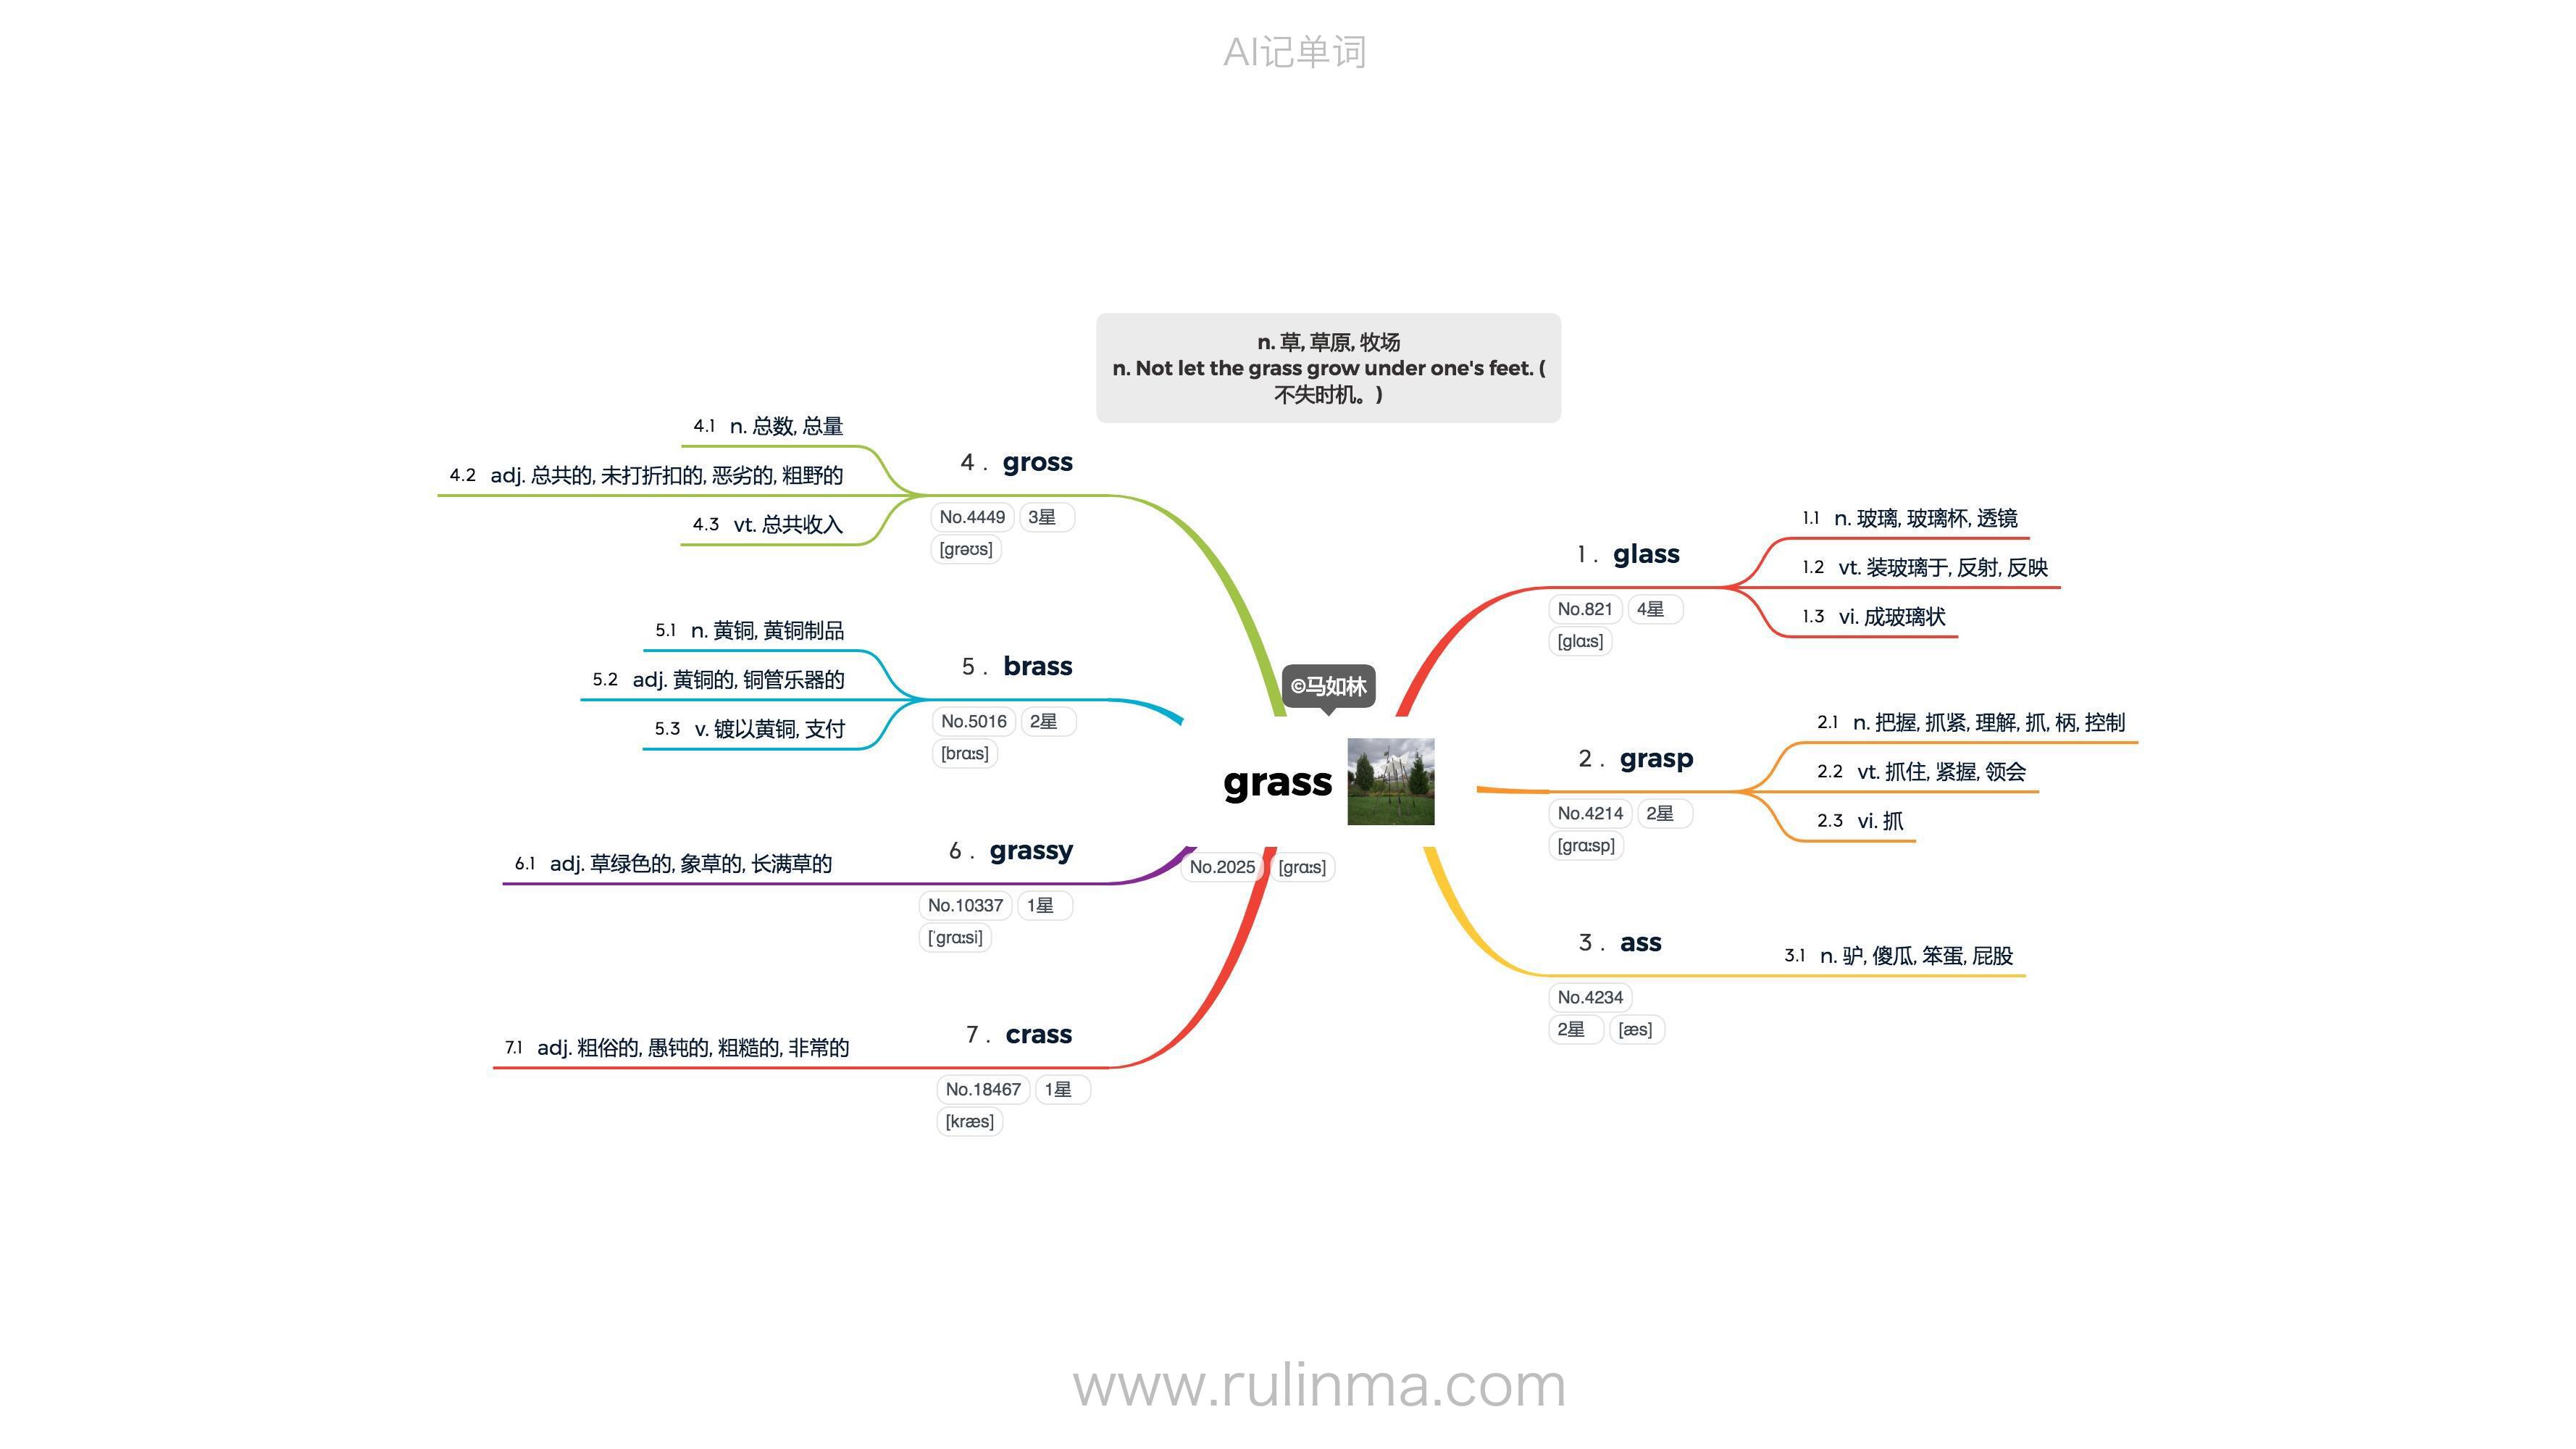 AI记单词
n. 草, 草原, 牧场
n. Not let the grass grow under one's feet. (
不失时机。)
©马如林
grass
No.2025 [grɑːs]
1. glass
No.821 4星
[glɑːs]
1.1 n. 玻璃, 玻璃杯, 透镜
1.2 vt. 装玻璃于, 反射, 反映
1.3 vi. 成玻璃状
2. grasp
No.4214 2星
[grɑːsp]
2.1 n. 把握, 抓紧, 理解, 抓, 柄, 控制
2.2 vt. 抓住, 紧握, 领会
2.3 vi. 抓
3. ass
No.4234
2星 [æs]
3.1 n. 驴, 傻瓜, 笨蛋, 屁股
4. gross
No.4449 3星
[grəʊs]
4.1 n. 总数, 总量
4.2 adj. 总共的, 未打折扣的, 恶劣的, 粗野的
4.3 vt. 总共收入
5. brass
No.5016 2星
[brɑːs]
5.1 n. 黄铜, 黄铜制品
5.2 adj. 黄铜的, 铜管乐器的
5.3 v. 镀以黄铜, 支付
6. grassy
No.10337 1星
[ˈgrɑːsi]
6.1 adj. 草绿色的, 象草的, 长满草的
7. crass
No.18467 1星
[kræs]
7.1 adj. 粗俗的, 愚钝的, 粗糙的, 非常的
www.rulinma.com